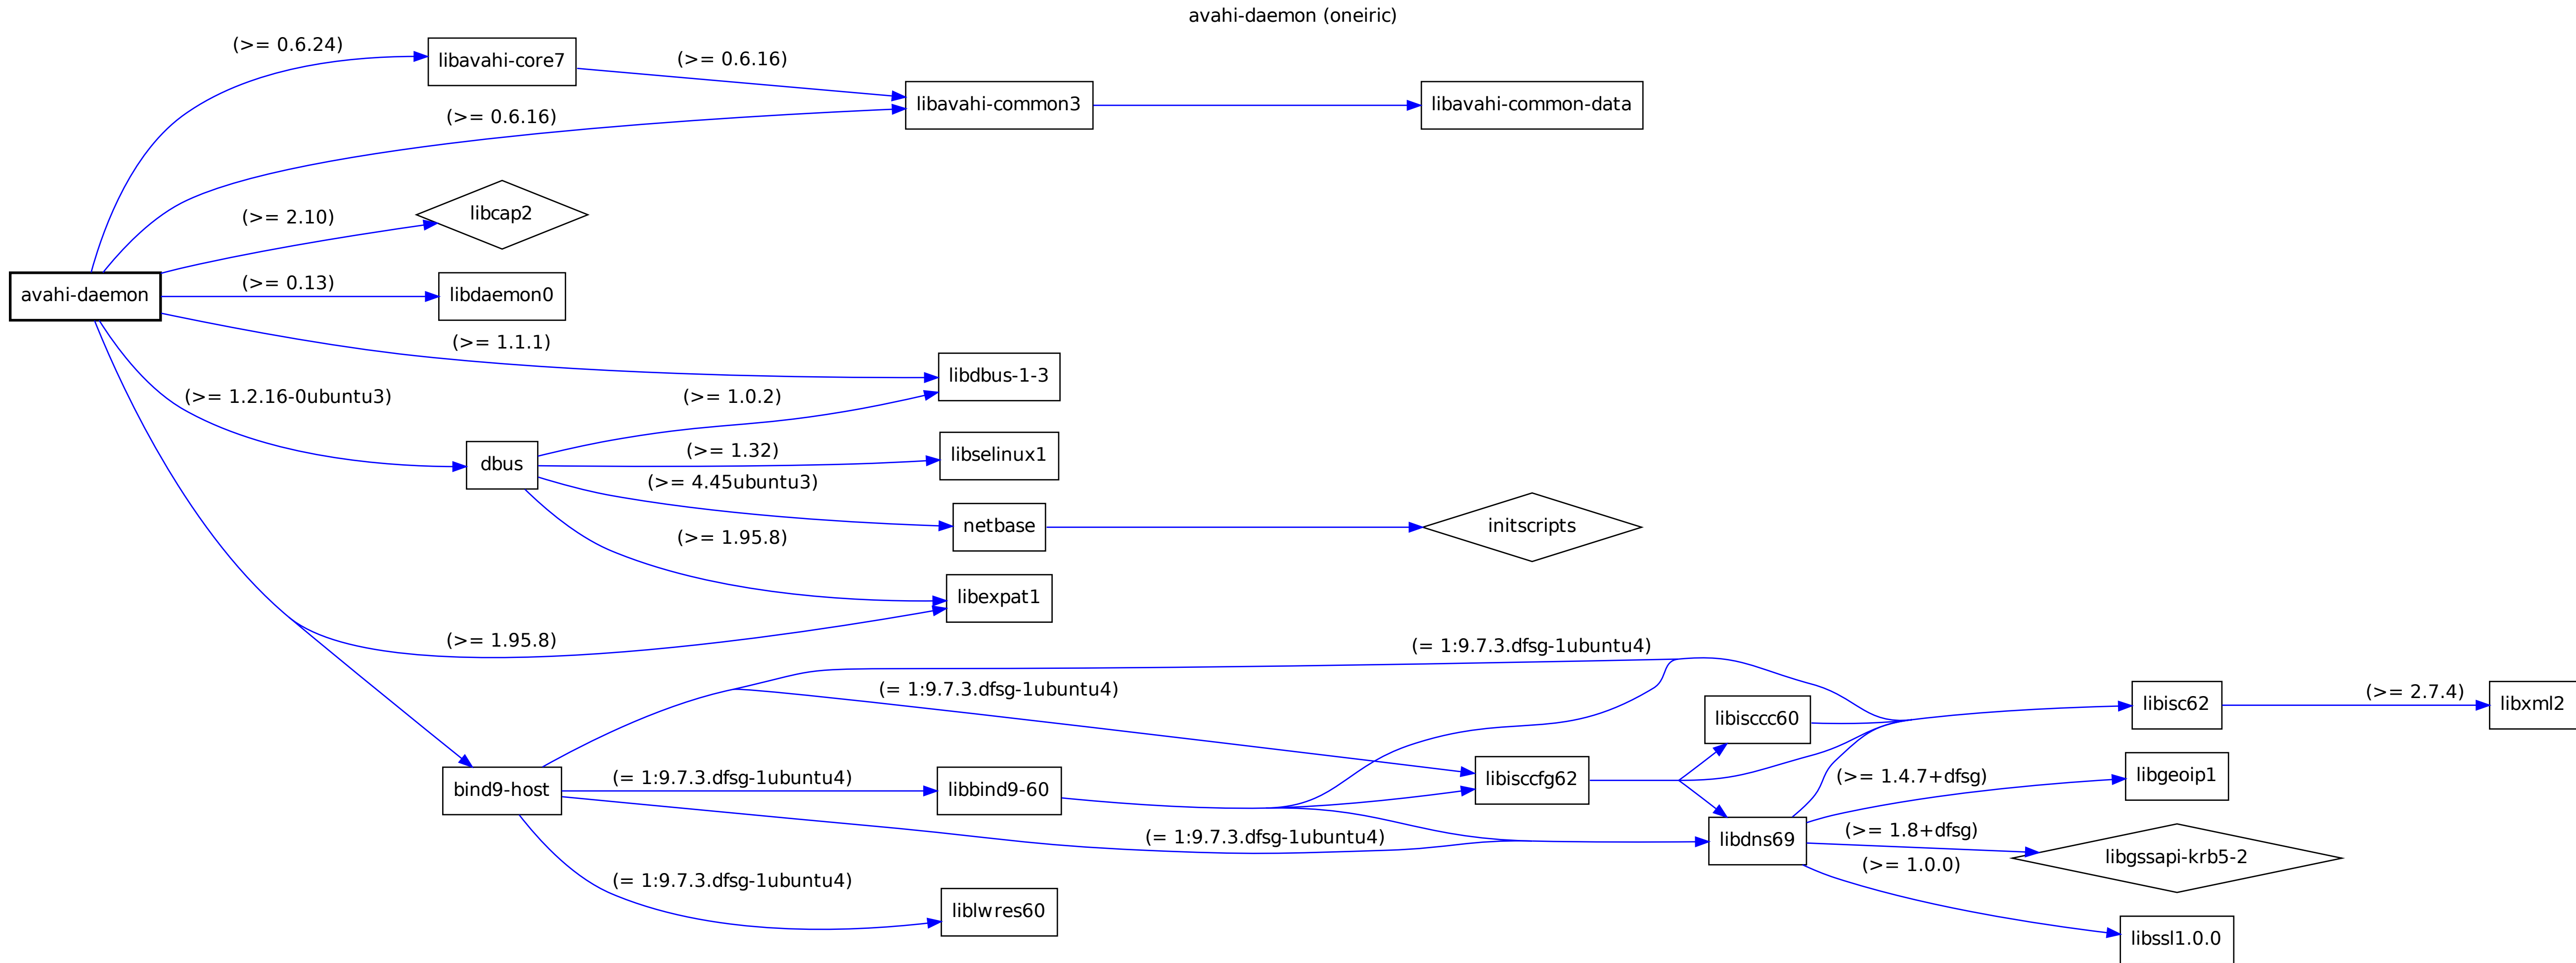 avahi-daemon (oneiric)
(>= 0.6.24)
libavahi-core7
(>= 0.6.16)
libavahi-common3
libavahi-common-data
(>= 0.6.16)
(>= 2.10)
libcap2
avahi-daemon
(>= 0.13)
libdaemon0
(>= 1.1.1)
libdbus-1-3
(>= 1.2.16-0ubuntu3)
(>= 1.0.2)
dbus
(>= 1.32)
libselinux1
(>= 4.45ubuntu3)
netbase
initscripts
(>= 1.95.8)
libexpat1
(>= 1.95.8)
(= 1:9.7.3.dfsg-1ubuntu4)
(= 1:9.7.3.dfsg-1ubuntu4)
libisccc60
libisc62
(>= 2.7.4)
libxml2
bind9-host
(= 1:9.7.3.dfsg-1ubuntu4)
libbind9-60
libisccfg62
(>= 1.4.7+dfsg)
libgeoip1
(= 1:9.7.3.dfsg-1ubuntu4)
libdns69
(>= 1.8+dfsg)
libgssapi-krb5-2
(>= 1.0.0)
(= 1:9.7.3.dfsg-1ubuntu4)
liblwres60
libssl1.0.0